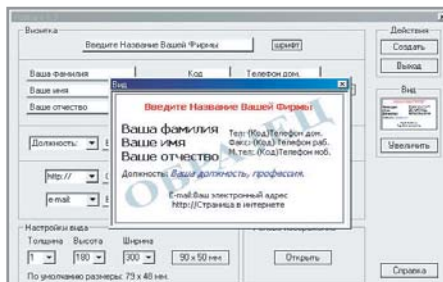 Визитка
Введите Название Вашей Фирмы
шрифт
Действия
Создать
Выход
Ваша фамилия
Код
Телефон дом.
Ваше имя
Ваше отчество
Вид
Вид
Введите Название Вашей Фирмы
Ваша фамилия
Ваше имя
Ваше отчество
Тел: (Код)Телефон дом.
Факс: (Код)Телефон раб.
М.тел: (Код)Телефон моб.
Должность: Ваша должность, профессия.
E-mail:Ваш электронный адрес
http://Страница в интернете
ОБРАЗЕЦ
Увеличить
Должность:
http://
e-mail:
Настройки вида
Толщина
Высота
Ширина
1
180
300
90 x 50 мм
По умолчанию размеры: 79 x 48 мм.
Открыть
Справка